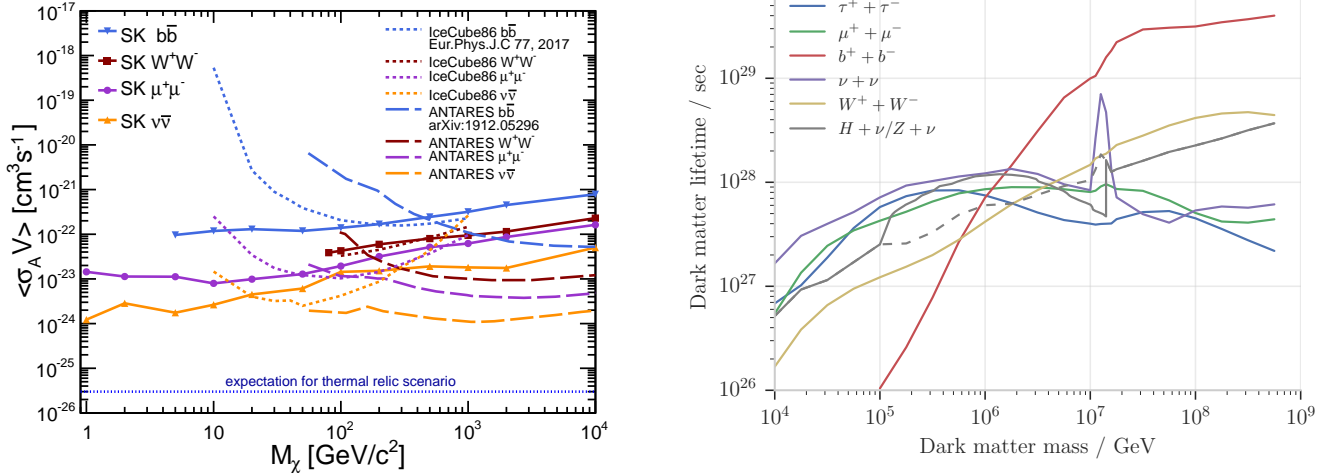 10⁻¹⁷
10⁻¹⁸
10⁻¹⁹
10⁻²⁰
10⁻²¹
10⁻²²
10⁻²³
10⁻²⁴
10⁻²⁵
10⁻²⁶
<σ_A V> [cm³s⁻¹]
SK bb̅
SK W⁺W⁻
SK μ⁺μ⁻
SK νν̅
IceCube86 bb̅
Eur.Phys.J.C 77, 2017
IceCube86 W⁺W⁻
IceCube86 μ⁺μ⁻
IceCube86 νν̅
ANTARES bb̅
arXiv:1912.05296
ANTARES W⁺W⁻
ANTARES μ⁺μ⁻
ANTARES νν̅
expectation for thermal relic scenario
1 10 10² 10³ 10⁴
M_χ [GeV/c²]
τ⁺ + τ⁻
μ⁺ + μ⁻
b⁺ + b⁻
ν + ν
W⁺ + W⁻
H + ν/Z + ν
10²⁹
10²⁸
10²⁷
10²⁶
Dark matter lifetime / sec
10⁴ 10⁵ 10⁶ 10⁷ 10⁸ 10⁹
Dark matter mass / GeV